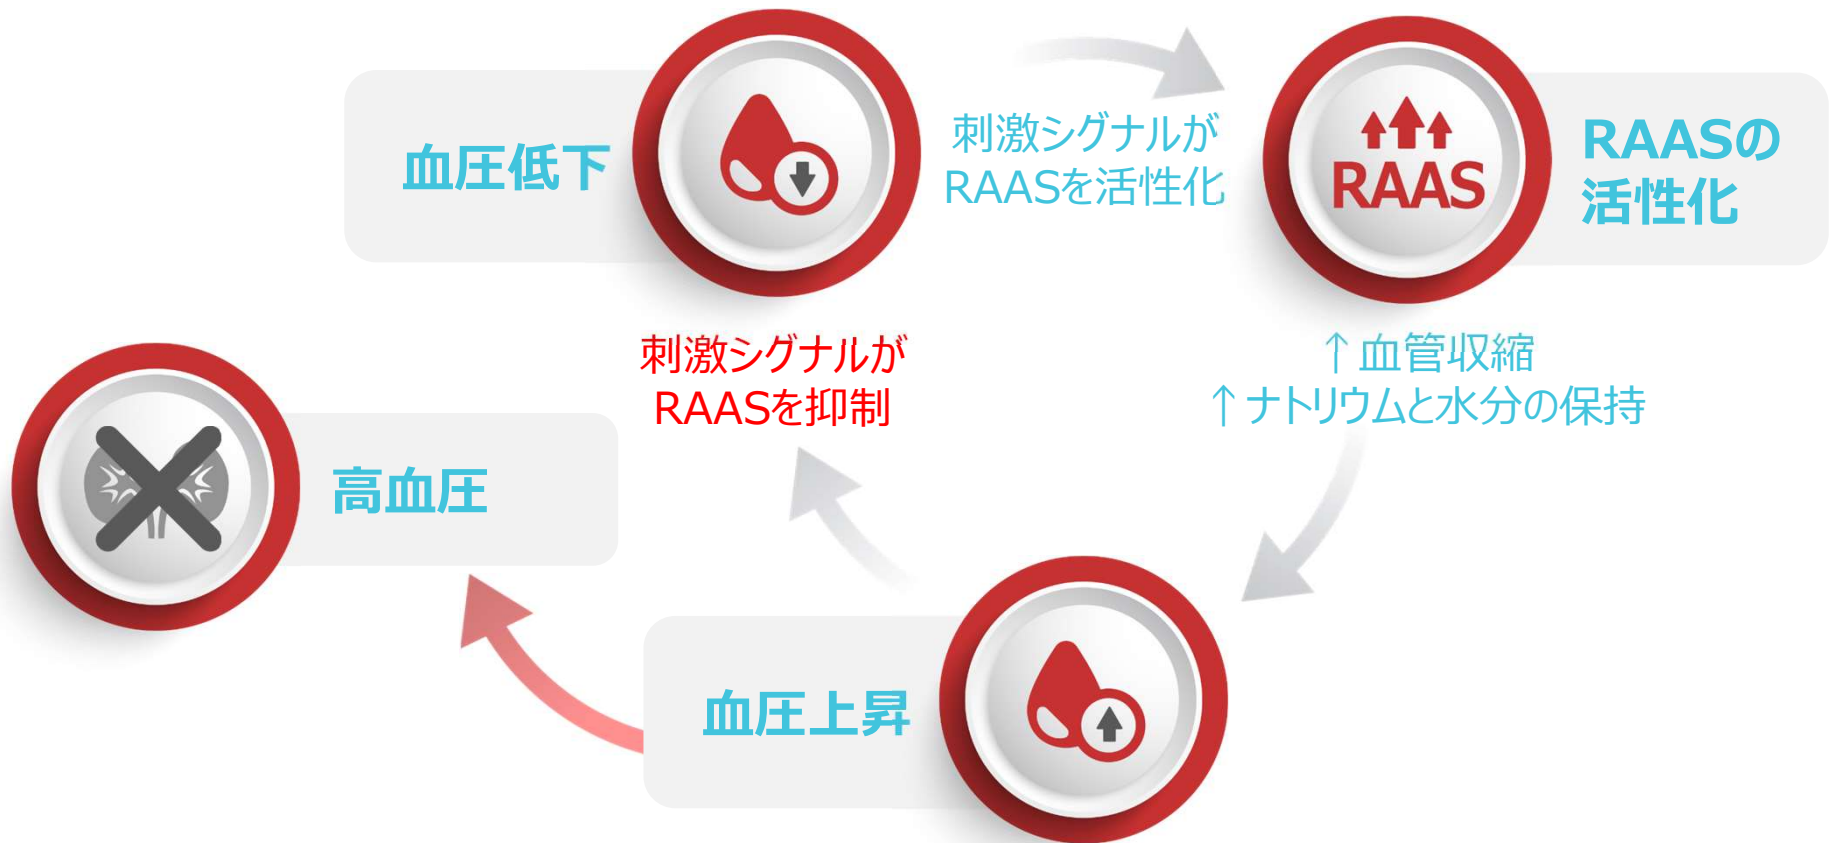 血圧低下
刺激シグナルが
RAASを活性化
RAAS
RAASの
活性化
刺激シグナルが
RAASを抑制
↑血管収縮
↑ナトリウムと水分の保持
高血圧
血圧上昇